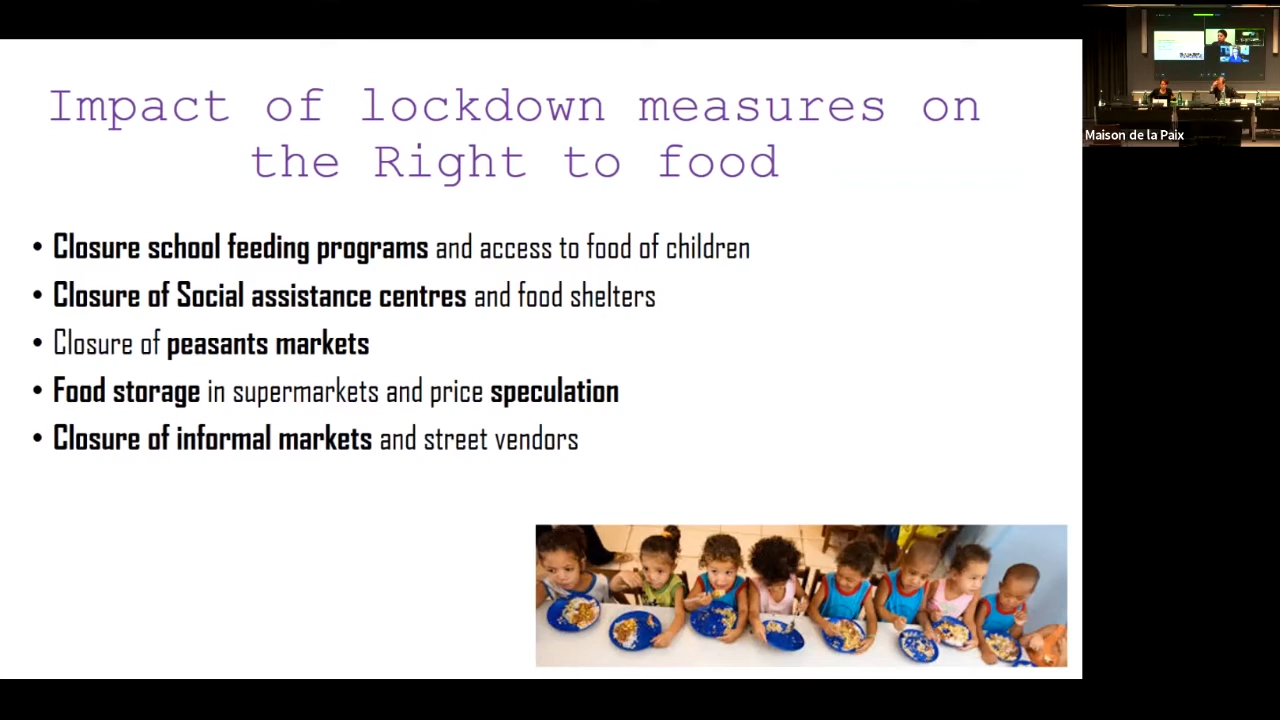 Impact of lockdown measures on
the Right to food
• Closure school feeding programs and access to food of children
• Closure of Social assistance centres and food shelters
• Closure of peasants markets
• Food storage in supermarkets and price speculation
• Closure of informal markets and street vendors
Maison de la Paix